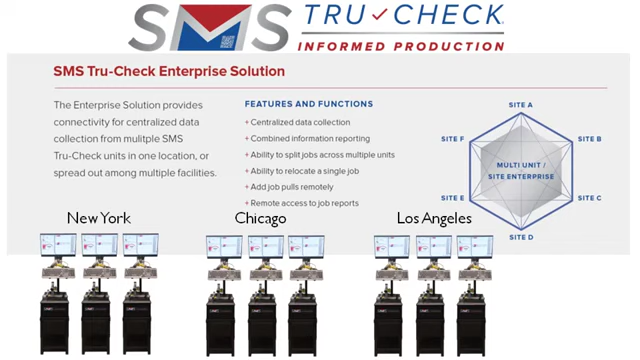 SMS TRU✓CHECK
INFORMED PRODUCTION
SMS Tru-Check Enterprise Solution
The Enterprise Solution provides
connectivity for centralized data
collection from mulitple SMS
Tru-Check units in one location, or
spread out among multiple facilities.
FEATURES AND FUNCTIONS
+ Centralized data collection
+ Combined information reporting
+ Ability to split jobs across multiple units
+ Ability to relocate a single job
+ Add job pulls remotely
+ Remote access to job reports
SITE A
SITE F
SITE B
MULTI UNIT /
SITE ENTERPRISE
SITE E
SITE C
SITE D
New York
Chicago
Los Angeles